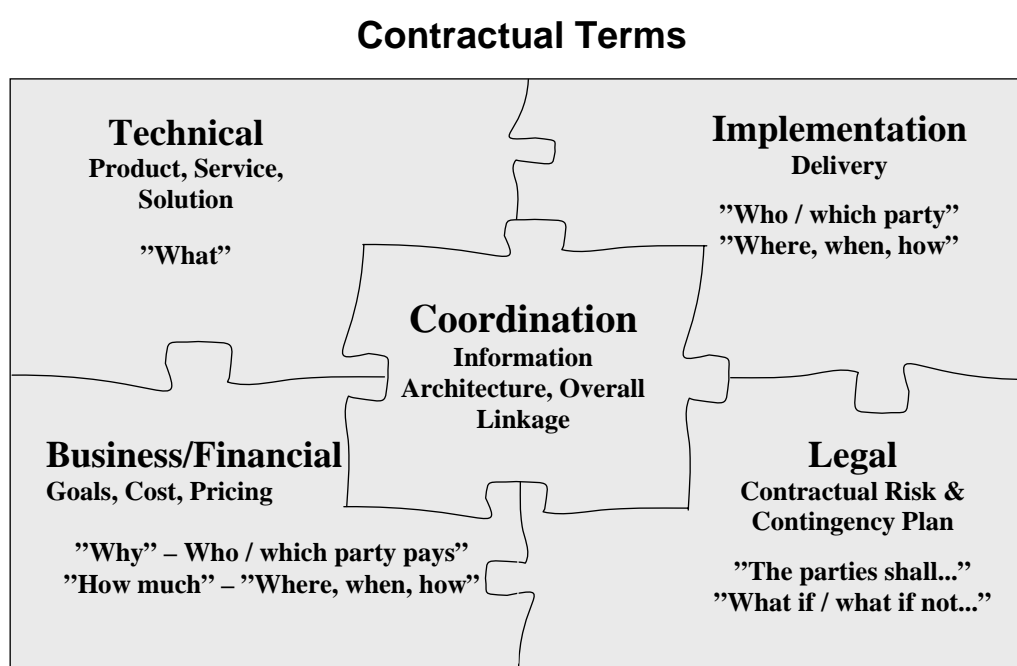 Contractual Terms
Technical
Product, Service,
Solution
”What”
Implementation
Delivery
”Who / which party”
”Where, when, how”
Coordination
Information
Architecture, Overall
Linkage
Business/Financial
Goals, Cost, Pricing
”Why” – Who / which party pays”
”How much” – ”Where, when, how”
Legal
Contractual Risk &
Contingency Plan
”The parties shall...”
”What if / what if not...”